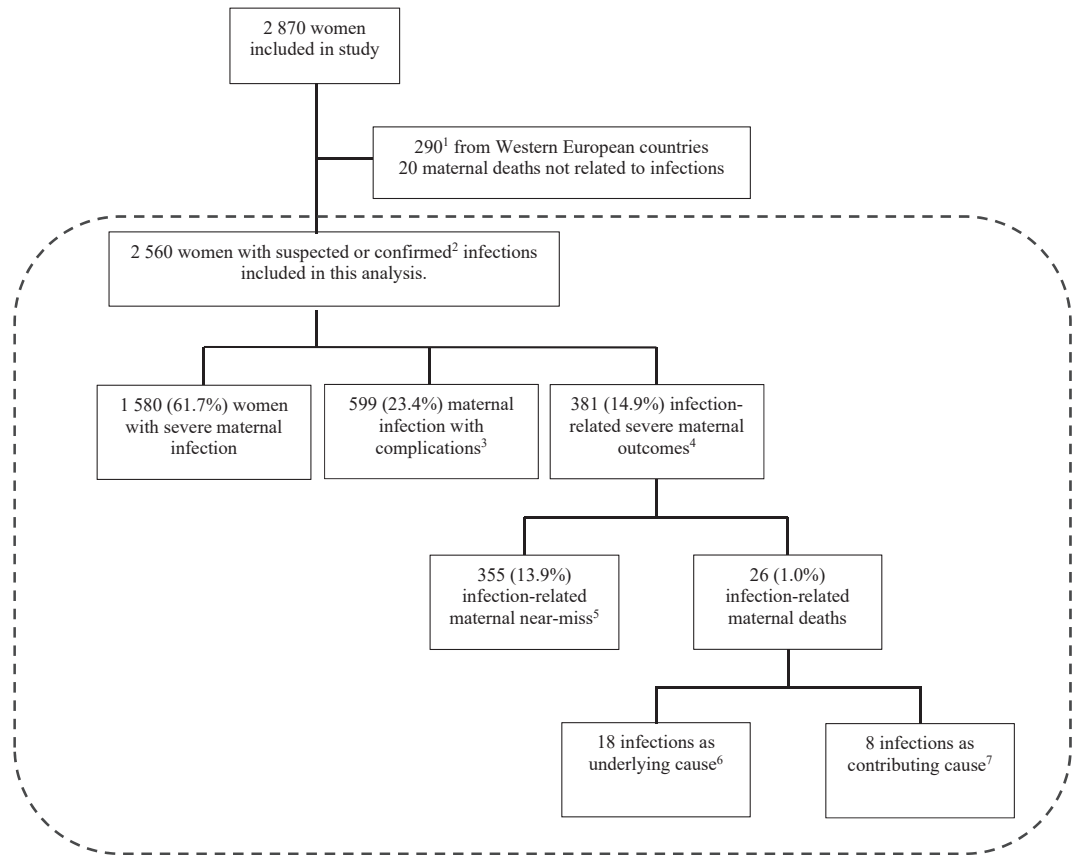 2 870 women
included in study
290¹ from Western European countries
20 maternal deaths not related to infections
2 560 women with suspected or confirmed² infections
included in this analysis.
1 580 (61.7%) women
with severe maternal
infection
599 (23.4%) maternal
infection with
complications³
381 (14.9%) infection-
related severe maternal
outcomes⁴
355 (13.9%)
infection-related
maternal near-miss⁵
26 (1.0%)
infection-related
maternal deaths
18 infections as
underlying cause⁶
8 infections as
contributing cause⁷